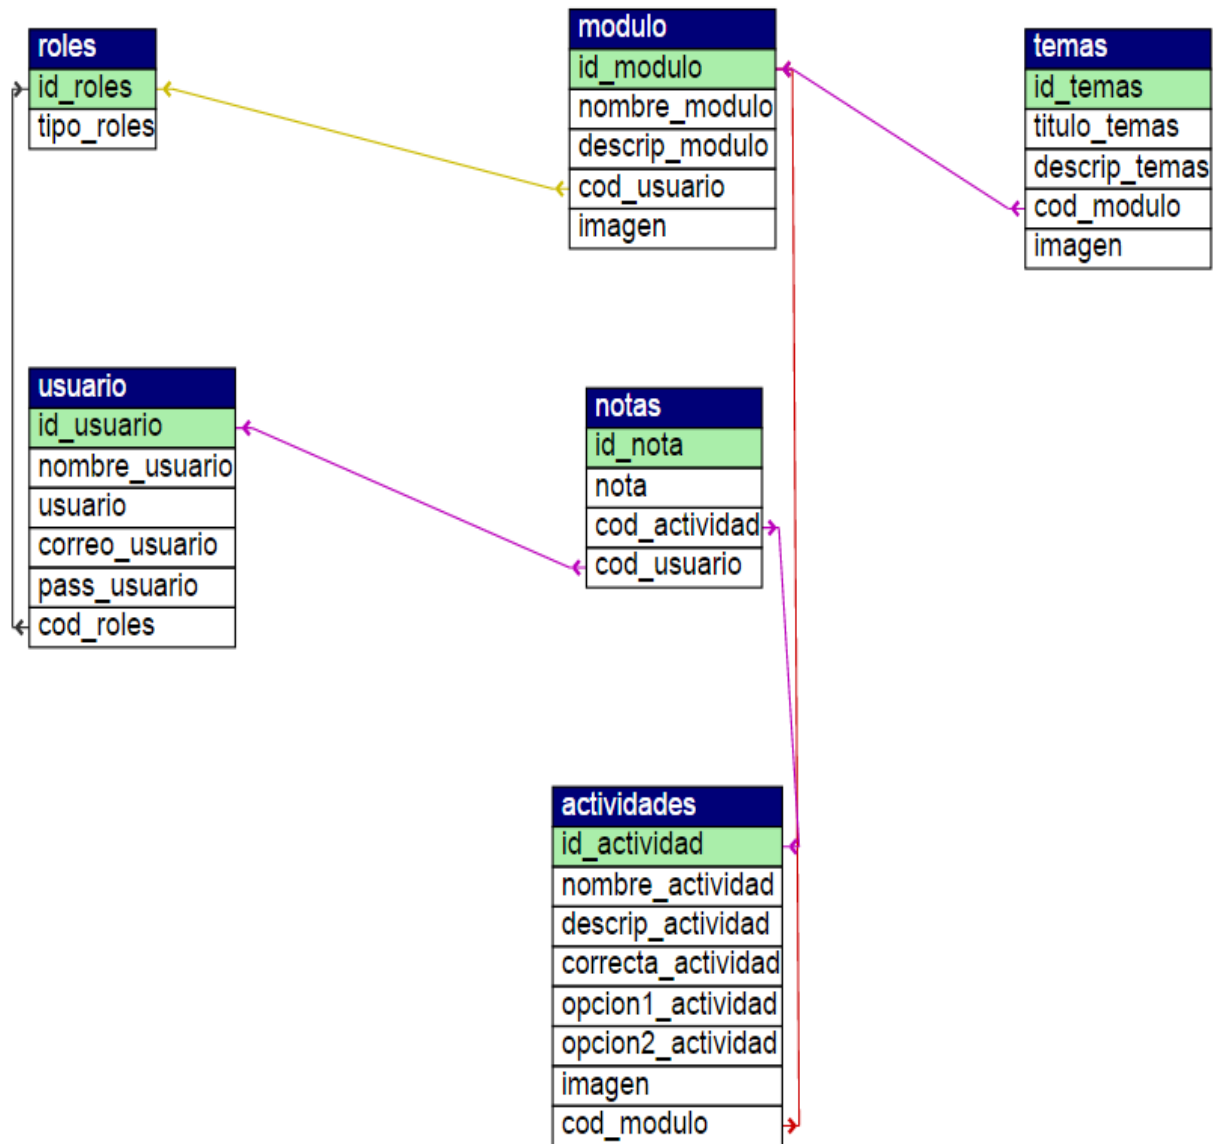 roles
id_roles
tipo_roles
modulo
id_modulo
nombre_modulo
descrip_modulo
cod_usuario
imagen
temas
id_temas
titulo_temas
descrip_temas
cod_modulo
imagen
usuario
id_usuario
nombre_usuario
usuario
correo_usuario
pass_usuario
cod_roles
notas
id_nota
nota
cod_actividad
cod_usuario
actividades
id_actividad
nombre_actividad
descrip_actividad
correcta_actividad
opcion1_actividad
opcion2_actividad
imagen
cod_modulo